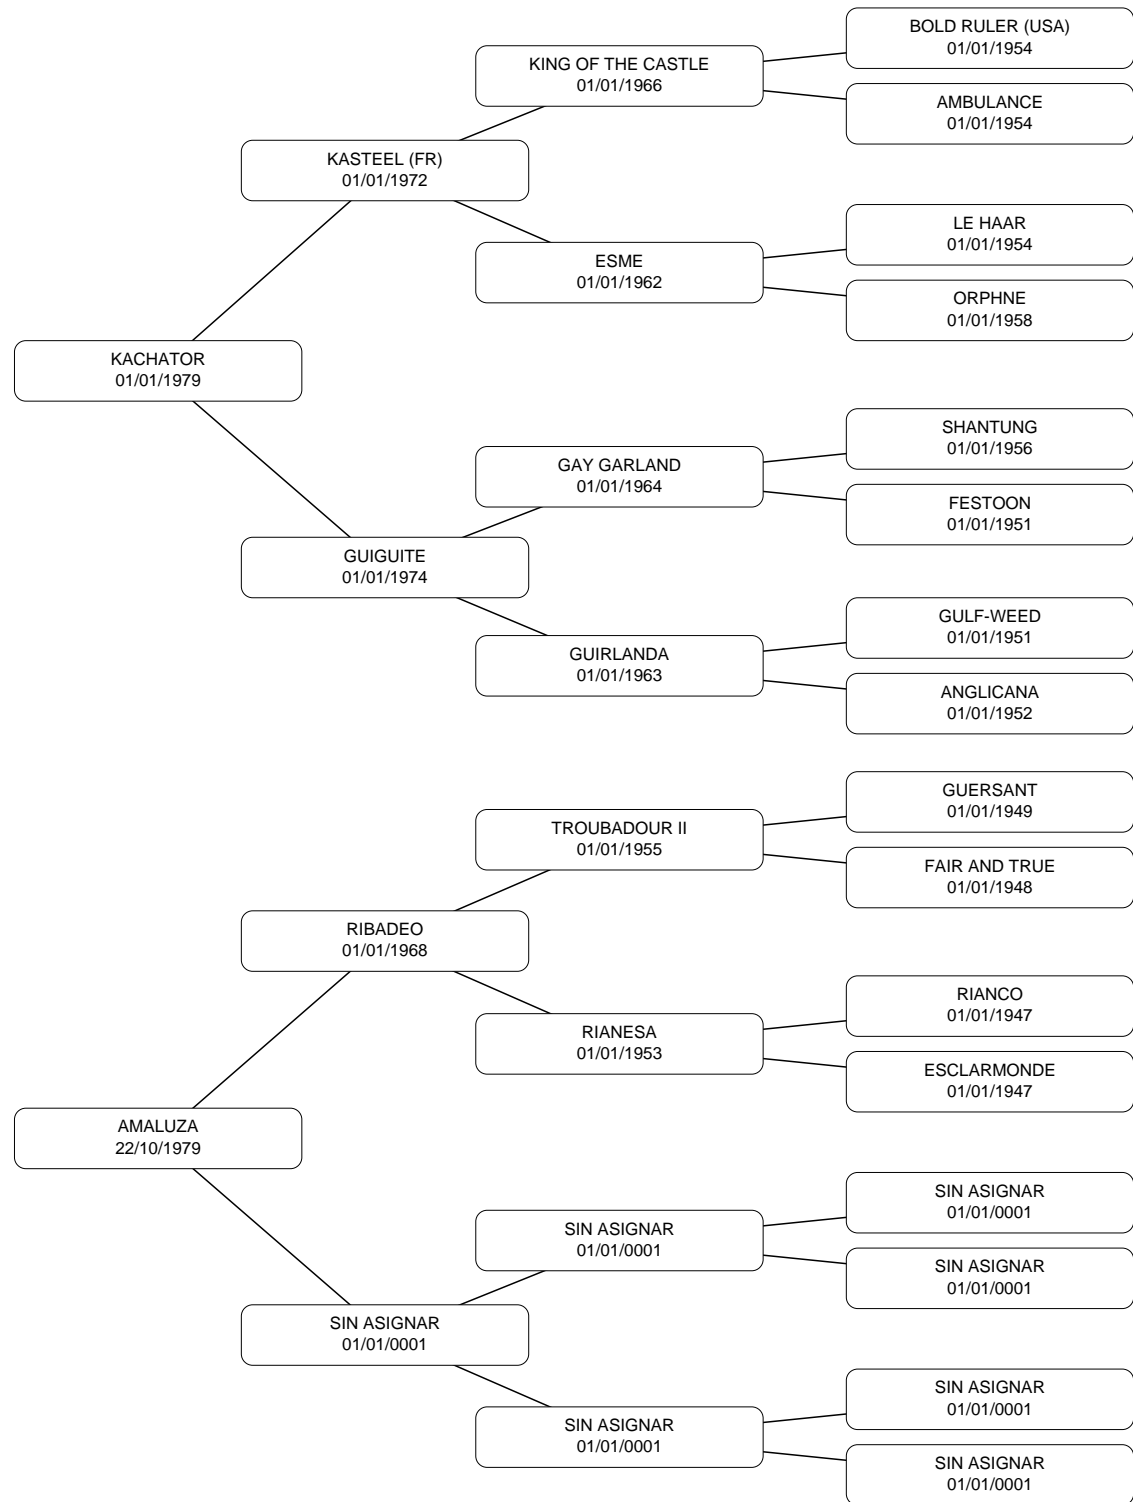 BOLD RULER (USA)
01/01/1954
KING OF THE CASTLE
01/01/1966
AMBULANCE
01/01/1954
KASTEEL (FR)
01/01/1972
LE HAAR
01/01/1954
ESME
01/01/1962
ORPHNE
01/01/1958
KACHATOR
01/01/1979
SHANTUNG
01/01/1956
GAY GARLAND
01/01/1964
FESTOON
01/01/1951
GUIGUITE
01/01/1974
GULF-WEED
01/01/1951
GUIRLANDA
01/01/1963
ANGLICANA
01/01/1952
GUERSANT
01/01/1949
TROUBADOUR II
01/01/1955
FAIR AND TRUE
01/01/1948
RIBADEO
01/01/1968
RIANCO
01/01/1947
RIANESA
01/01/1953
ESCLARMONDE
01/01/1947
AMALUZA
22/10/1979
SIN ASIGNAR
01/01/0001
SIN ASIGNAR
01/01/0001
SIN ASIGNAR
01/01/0001
SIN ASIGNAR
01/01/0001
SIN ASIGNAR
01/01/0001
SIN ASIGNAR
01/01/0001
SIN ASIGNAR
01/01/0001